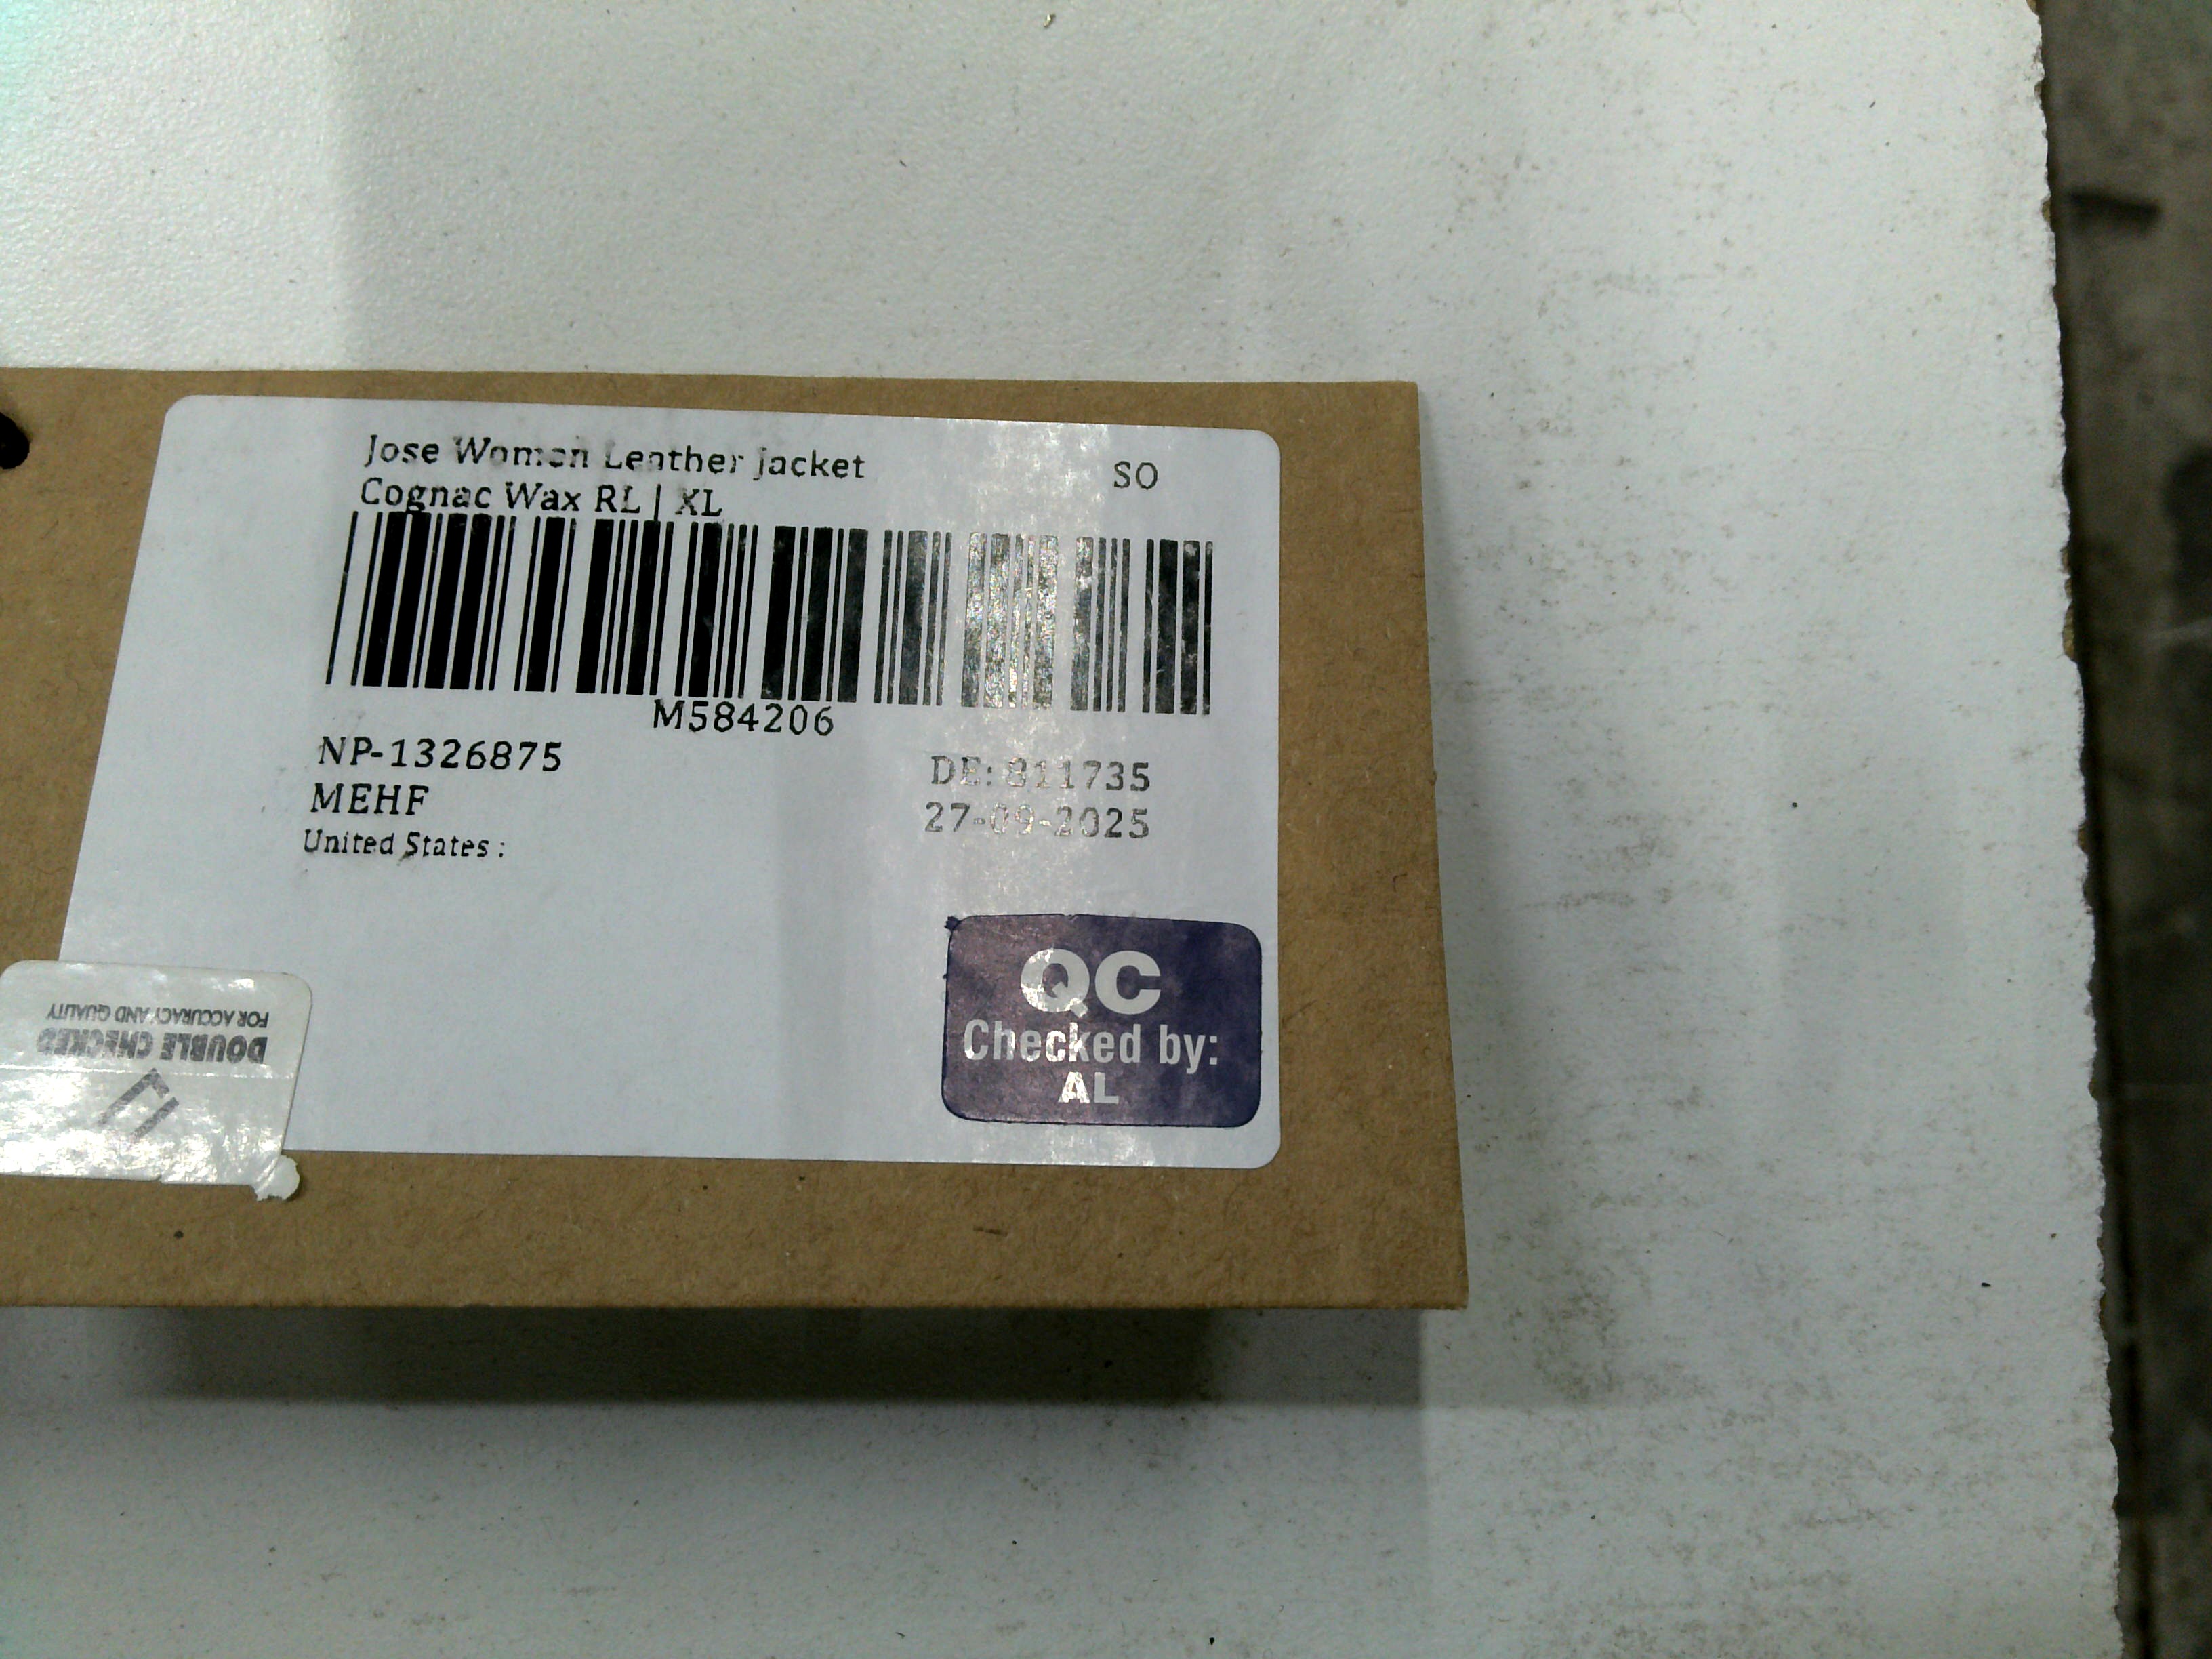 Jose Women Leather Jacket
SO
Cognac Wax RL | XL
M584206
NP-1326875
DE: 811735
MEHF
27-09-2025
United States :
QC
Checked by:
AL
DOUBLE CHECKED
FOR ACCURACY AND QUALITY